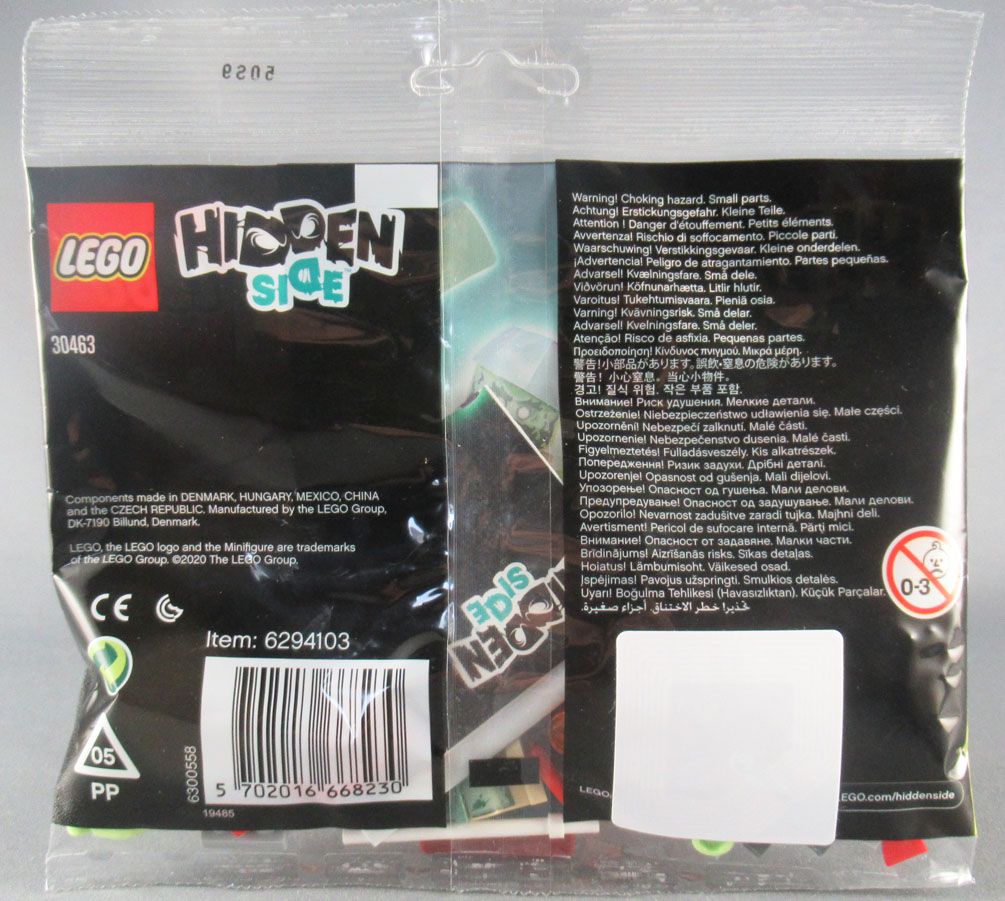 5029
LEGO
HIDDEN
SIDE™
30463
Components made in DENMARK, HUNGARY, MEXICO, CHINA
and the CZECH REPUBLIC. Manufactured by the LEGO Group,
DK-7190 Billund, Denmark.
LEGO, the LEGO logo and the Minifigure are trademarks
of the LEGO Group. ©2020 The LEGO Group.
CE
05
PP
Item: 6294103
5 702016 668230
6300558
19485
HIDDEN
SIDE
Warning! Choking hazard. Small parts.
Achtung! Erstickungsgefahr. Kleine Teile.
Attention ! Danger d'étouffement. Petits éléments.
Avvertenza! Rischio di soffocamento. Piccole parti.
Waarschuwing! Verstikkingsgevaar. Kleine onderdelen.
¡Advertencia! Peligro de atragantamiento. Partes pequeñas.
Advarsel! Kvælningsfare. Små dele.
Viðvörun! Köfnunarhætta. Litlir hlutir.
Varoitus! Tukehtumisvaara. Pieniä osia.
Varning! Kvävningsrisk. Små delar.
Advarsel! Kvelningsfare. Små deler.
Atenção! Risco de asfixia. Pequenas partes.
Προειδοποίηση! Κίνδυνος πνιγμού. Μικρά μέρη.
警告!小部品があります。誤飲・窒息の危険があります。
警告！小心窒息。当心小物件。
경고! 질식 위험. 작은 부품 포함.
Внимание! Риск удушения. Мелкие детали.
Ostrzeżenie! Niebezpieczeństwo udławienia się. Małe części.
Upozornění! Nebezpečí zalknutí. Malé části.
Upozornenie! Nebezpečenstvo dusenia. Malé časti.
Figyelmeztetés! Fulladásveszély. Kis alkatrészek.
Попередження! Ризик задухи. Дрібні деталі.
Upozorenje! Opasnost od gušenja. Mali dijelovi.
Упозорење! Опасност од гушења. Мали делови.
Предупредување! Опасност од задушување. Мали делови.
Opozorilo! Nevarnost zadušitve zaradi tujka. Majhni deli.
Avertisment! Pericol de sufocare internă. Părți mici.
Внимание! Опасност от задавяне. Малки части.
Brīdinājums! Aizrīšanās risks. Sīkas detaļas.
Hoiatus! Lämbumisoht. Väikesed osad.
Įspėjimas! Pavojus užspringti. Smulkios detalės.
Uyarı! Boğulma Tehlikesi (Havasızlıktan). Küçük Parçalar.
تحذير! خطر الاختناق. أجزاء صغيرة.
0-3
LEGO
EGO.com/hiddenside